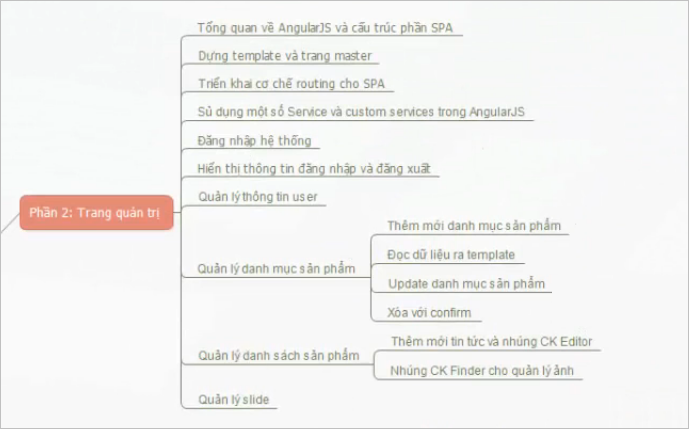 Phần 2: Trang quản trị
Tổng quan về AngularJS và cấu trúc phần SPA
Dựng template và trang master
Triển khai cơ chế routing cho SPA
Sủ dụng một số Service và custom services trong AngularJS
Đăng nhập hệ thống
Hiển thị thông tin đăng nhập và đăng xuất
Quản lý thông tin user
Quản lý danh mục sản phẩm
Thêm mới danh mục sản phẩm
Đọc dữ liệu ra template
Update danh mục sản phẩm
Xóa với confirm
Quản lý danh sách sản phẩm
Thêm mới tin tức và nhúng CK Editor
Nhúng CK Finder cho quản lý ảnh
Quản lý slide